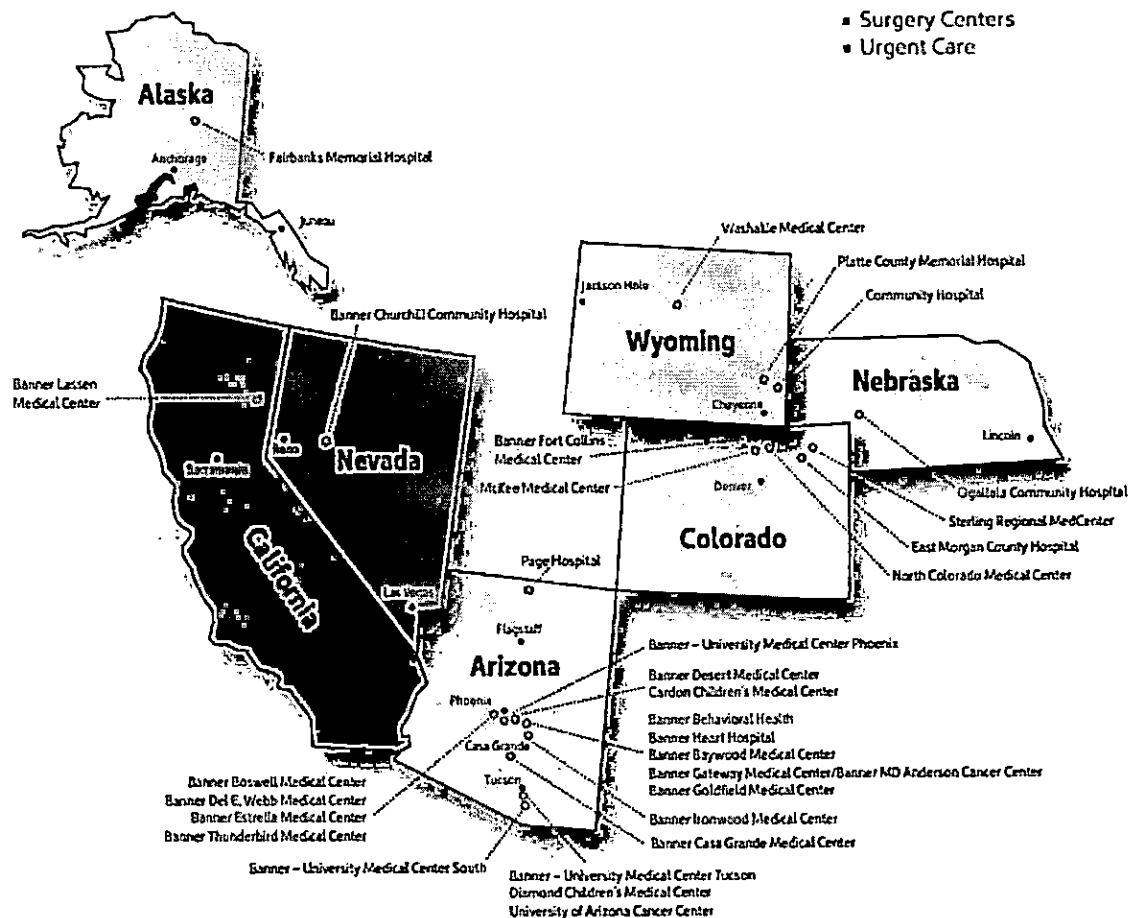 ▪ Surgery Centers
▪ Urgent Care
Alaska
Anchorage
Fairbanks Memorial Hospital
Juneau
Washakie Medical Center
Platte County Memorial Hospital
Community Hospital
Jackson Hole
Wyoming
Cheyenne
Nebraska
Lincoln
Banner Churchill Community Hospital
Banner Lassen
Medical Center
Reno
Nevada
Sacramento
California
Las Vegas
Banner Fort Collins
Medical Center
McKee Medical Center
Denver
Colorado
Ogallala Community Hospital
Sterling Regional MedCenter
East Morgan County Hospital
North Colorado Medical Center
Page Hospital
Flagstaff
Arizona
Phoenix
Casa Grande
Tucson
Banner – University Medical Center Phoenix
Banner Desert Medical Center
Cardon Children's Medical Center
Banner Behavioral Health
Banner Heart Hospital
Banner Baywood Medical Center
Banner Gateway Medical Center/Banner MD Anderson Cancer Center
Banner Goldfield Medical Center
Banner Ironwood Medical Center
Banner Casa Grande Medical Center
Banner Boswell Medical Center
Banner Del E. Webb Medical Center
Banner Estrella Medical Center
Banner Thunderbird Medical Center
Banner – University Medical Center South
Banner – University Medical Center Tucson
Diamond Children's Medical Center
University of Arizona Cancer Center